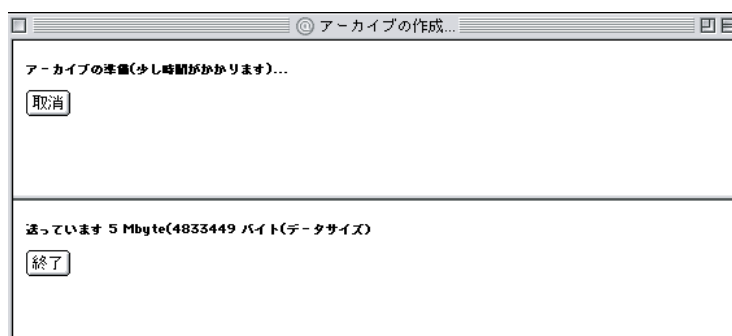 アーカイブの作成...
アーカイブの準備(少し時間がかかります)...
取消
送っています 5 Mbyte(4833449 バイト(データサイズ)
終了